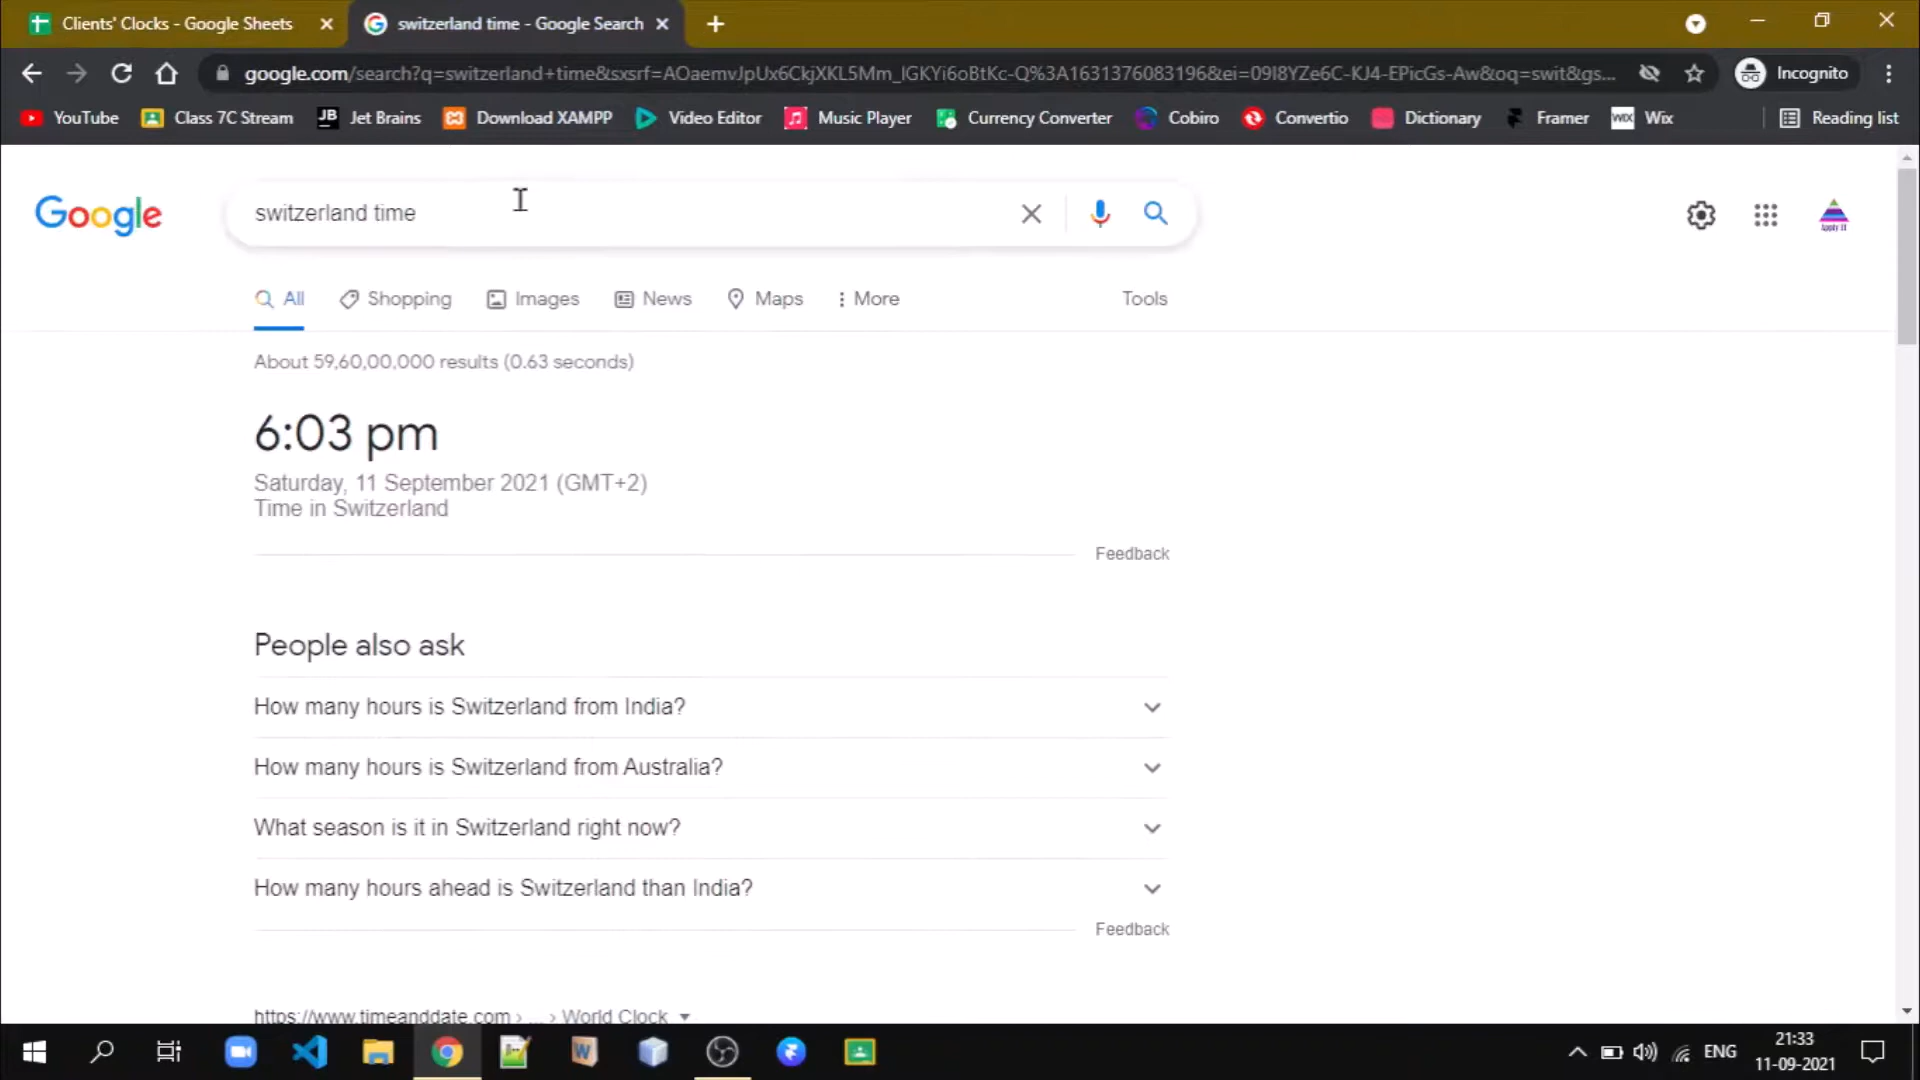 Clients' Clocks - Google Sheets
switzerland time - Google Search
google.com/search?q=switzerland+time&sxsrf=AOaemvJpUx6CkjXKL5Mm_lGKYi6oBtKc-Q%3A1631376083196&ei=09I8YZe6C-KJ4-EPicGs-Aw&oq=swit&gs...
Incognito
YouTube
Class 7C Stream
JB Jet Brains
Download XAMPP
Video Editor
Music Player
Currency Converter
Cobiro
Convertio
Dictionary
Framer
WIX Wix
Reading list
Google
switzerland time
Apply IT
All
Shopping
Images
News
Maps
More
Tools
About 59,60,00,000 results (0.63 seconds)
6:03 pm
Saturday, 11 September 2021 (GMT+2)
Time in Switzerland
Feedback
People also ask
How many hours is Switzerland from India?
How many hours is Switzerland from Australia?
What season is it in Switzerland right now?
How many hours ahead is Switzerland than India?
Feedback
https://www.timeanddate.com › ... › World Clock
ENG
21:33
11-09-2021